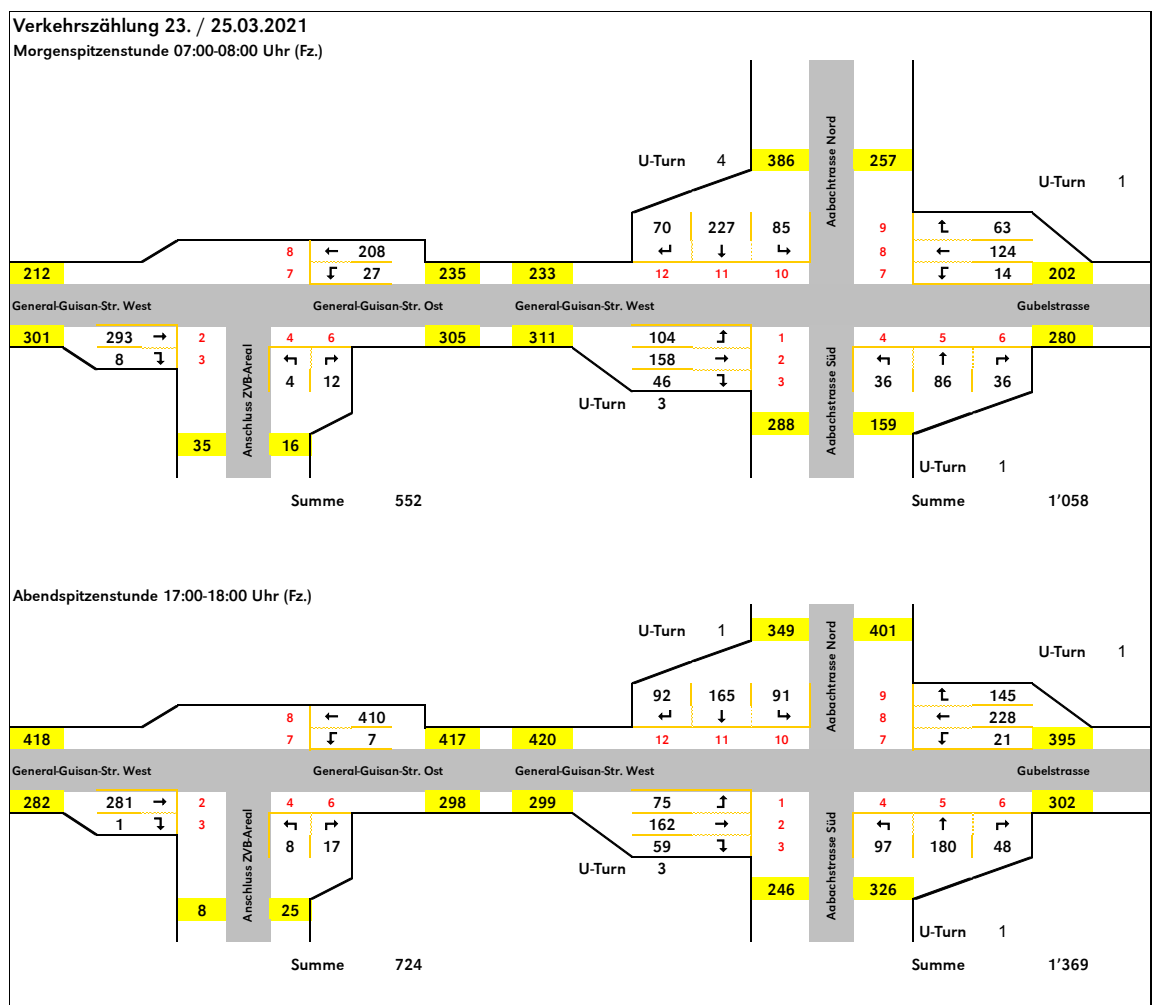 Verkehrszählung 23. / 25.03.2021
Morgenspitzenstunde 07:00-08:00 Uhr (Fz.)
Aabachtrasse Nord
U-Turn 4 386 257
U-Turn 1
70 227 85 9 63
8 208 8 124
7 27 12 11 10 7 14
212 235 233 202
General-Guisan-Str. West General-Guisan-Str. Ost General-Guisan-Str. West Gubelstrasse
301 305 311 280
293 2 4 6 104 1 4 5 6
8 3 158 2
4 12 46 3 36 86 36
Anschluss ZVB-Areal
Aabachstrasse Süd
U-Turn 3
288 159
35 16
U-Turn 1
Summe 552 Summe 1'058
Abendspitzenstunde 17:00-18:00 Uhr (Fz.)
Aabachtrasse Nord
U-Turn 1 349 401
U-Turn 1
92 165 91 9 145
8 410 8 228
7 7 12 11 10 7 21
418 417 420 395
General-Guisan-Str. West General-Guisan-Str. Ost General-Guisan-Str. West Gubelstrasse
282 298 299 302
281 2 4 6 75 1 4 5 6
1 3 162 2
8 17 59 3 97 180 48
Anschluss ZVB-Areal
Aabachstrasse Süd
U-Turn 3
246 326
8 25
U-Turn 1
Summe 724 Summe 1'369